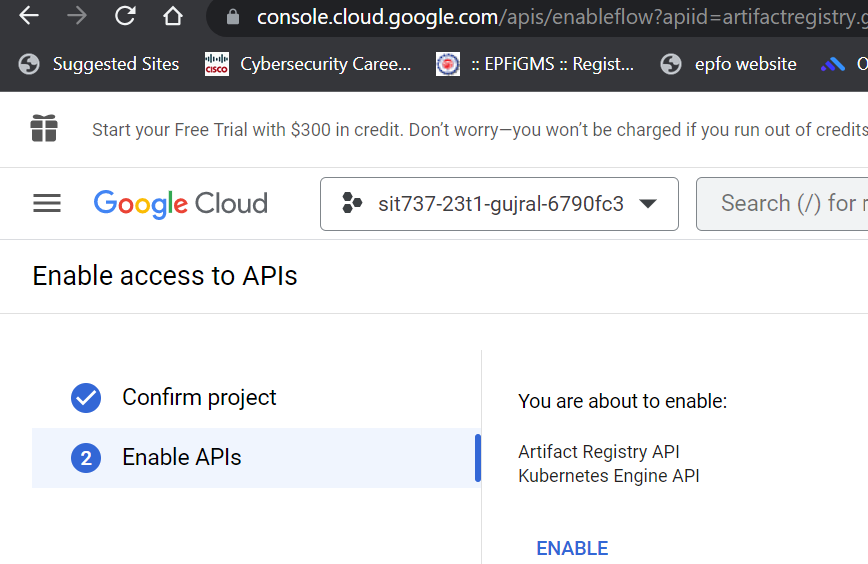 console.cloud.google.com/apis/enableflow?apiid=artifactregistry.g
Suggested Sites
CISCO
Cybersecurity Caree...
:: EPFiGMS :: Regist...
epfo website
Start your Free Trial with $300 in credit. Don’t worry—you won’t be charged if you run out of credits
Google Cloud
sit737-23t1-gujral-6790fc3
Search (/) for r
Enable access to APIs
Confirm project
2 Enable APIs
You are about to enable:
Artifact Registry API
Kubernetes Engine API
ENABLE